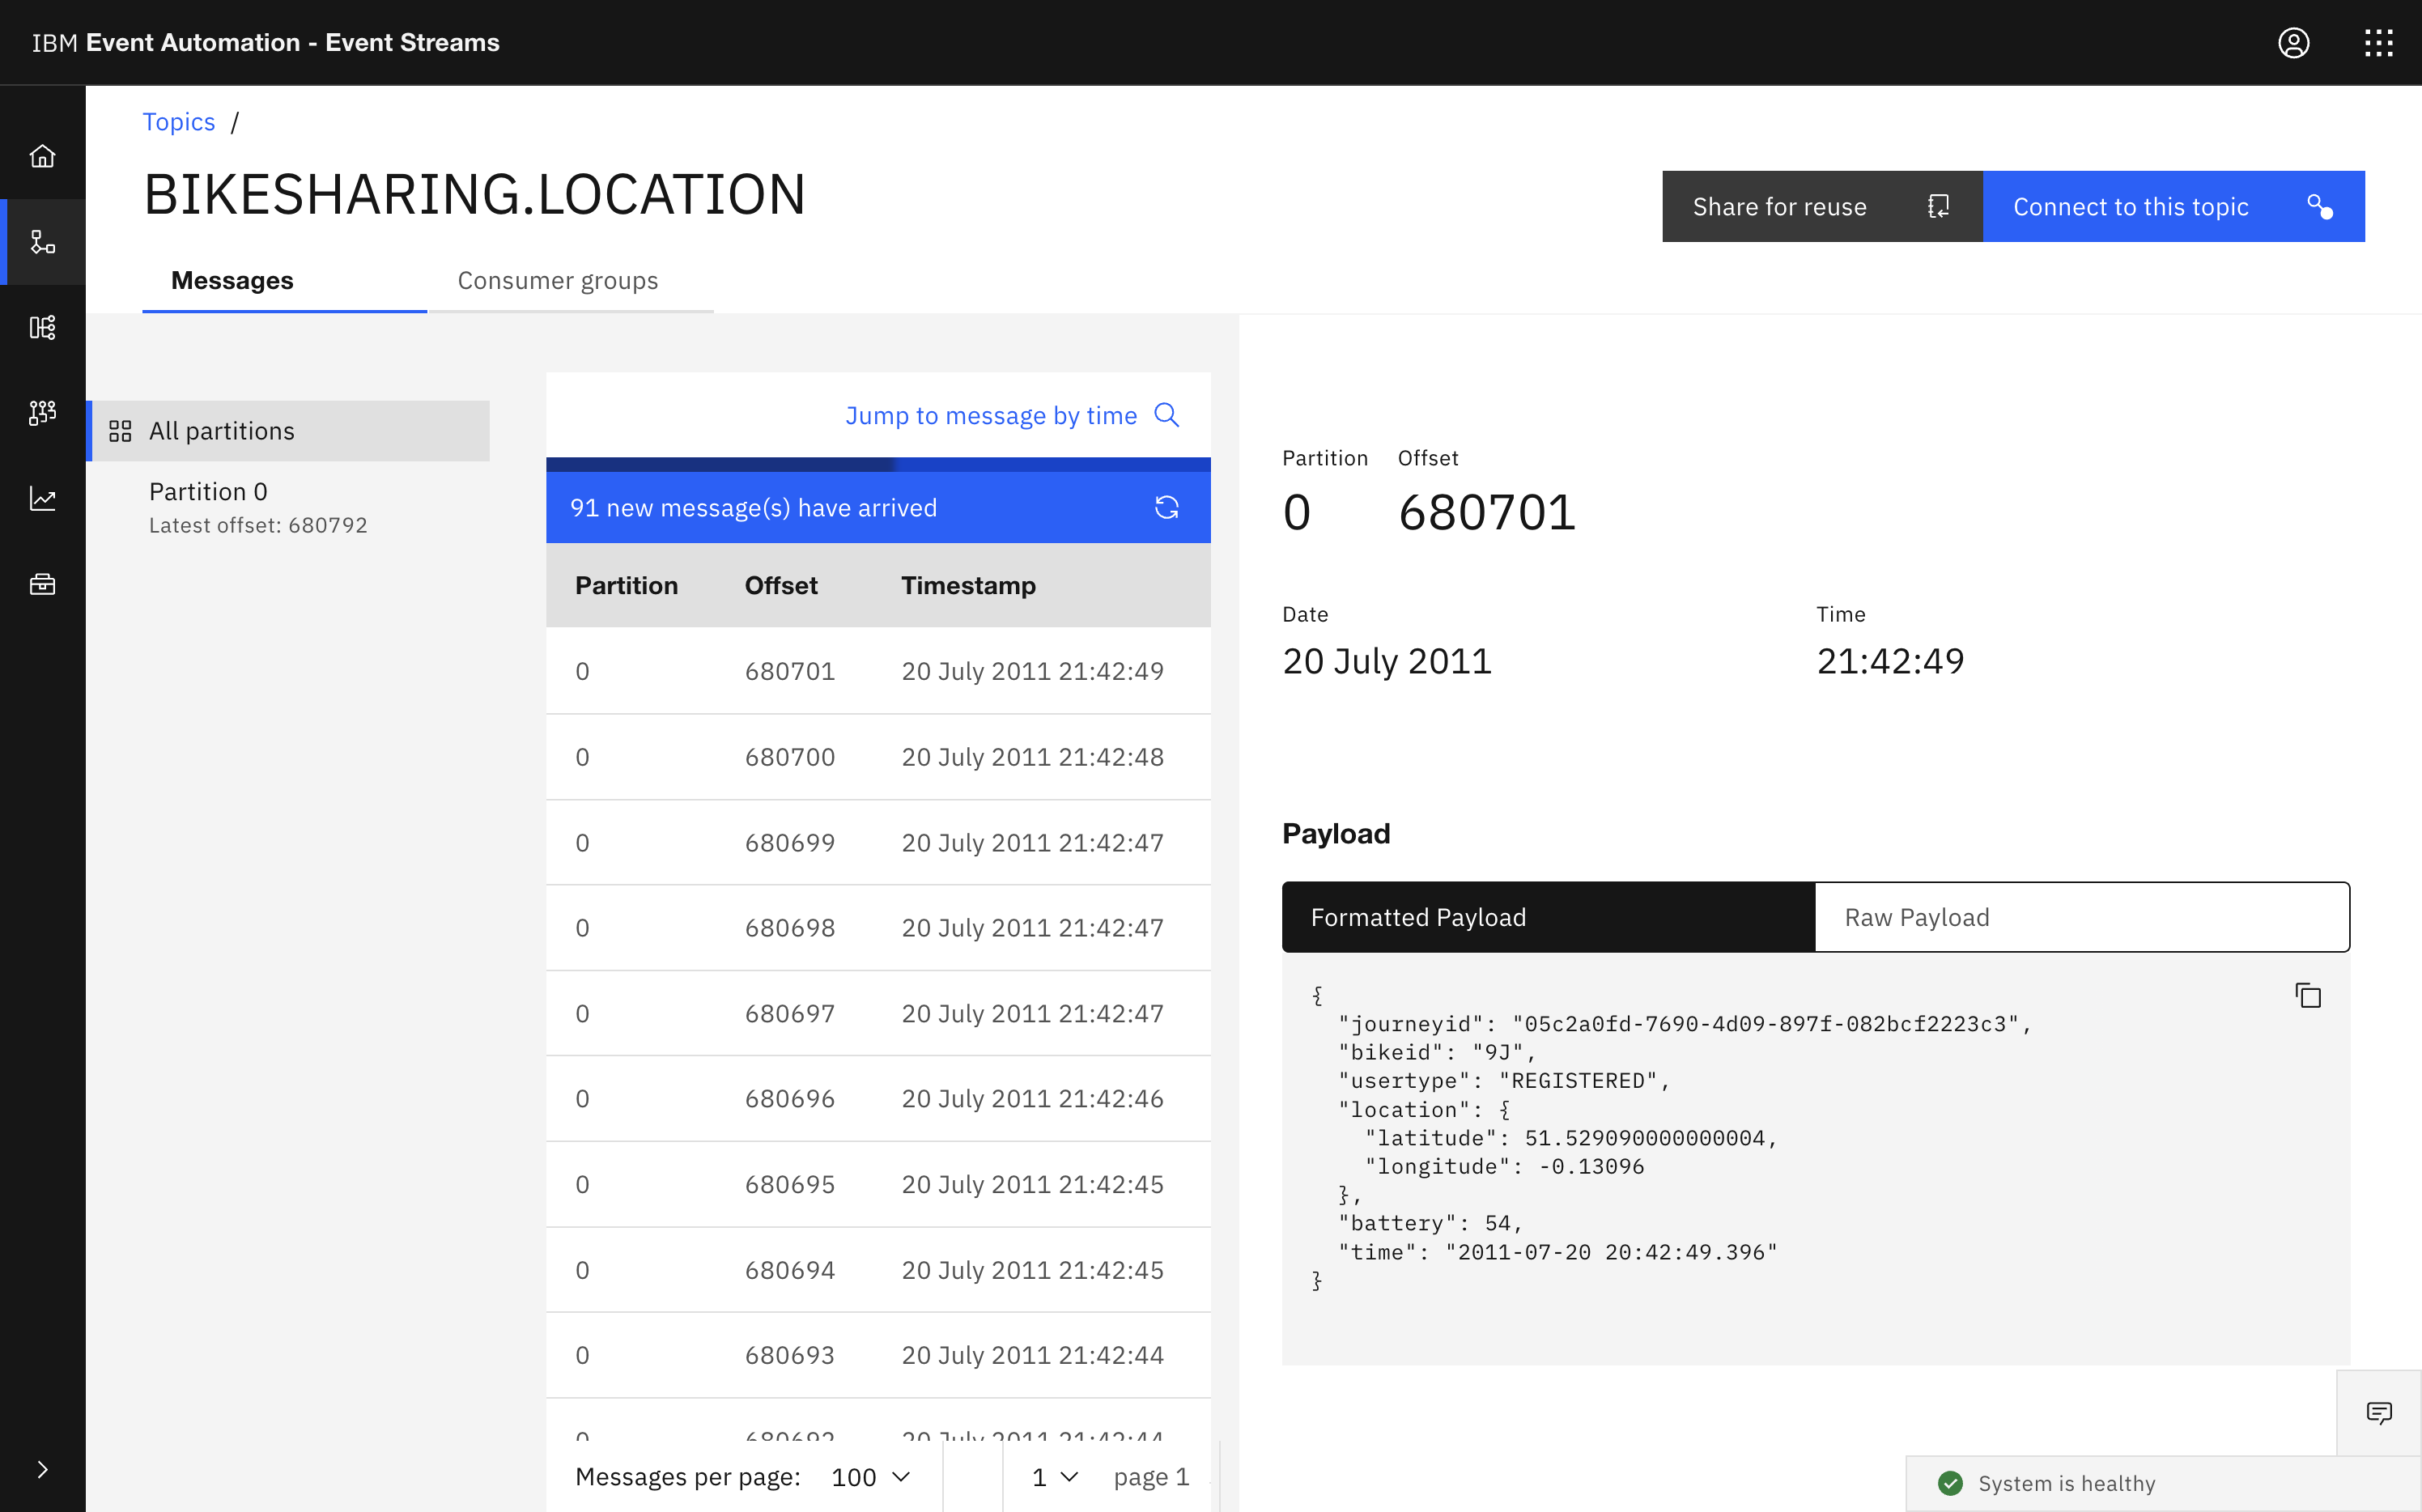 IBM Event Automation - Event Streams
Topics /
BIKESHARING.LOCATION
Share for reuse
Connect to this topic
Messages
Consumer groups
All partitions
Partition 0
Latest offset: 680792
Jump to message by time
91 new message(s) have arrived
Partition Offset Timestamp
0 680701 20 July 2011 21:42:49
0 680700 20 July 2011 21:42:48
0 680699 20 July 2011 21:42:47
0 680698 20 July 2011 21:42:47
0 680697 20 July 2011 21:42:47
0 680696 20 July 2011 21:42:46
0 680695 20 July 2011 21:42:45
0 680694 20 July 2011 21:42:45
0 680693 20 July 2011 21:42:44
0 680692 20 July 2011 21:42:44
Messages per page: 100
1
page 1
Partition Offset
0 680701
Date Time
20 July 2011 21:42:49
Payload
Formatted Payload
Raw Payload
{
"journeyid": "05c2a0fd-7690-4d09-897f-082bcf2223c3",
"bikeid": "9J",
"usertype": "REGISTERED",
"location": {
"latitude": 51.529090000000004,
"longitude": -0.13096
},
"battery": 54,
"time": "2011-07-20 20:42:49.396"
}
System is healthy